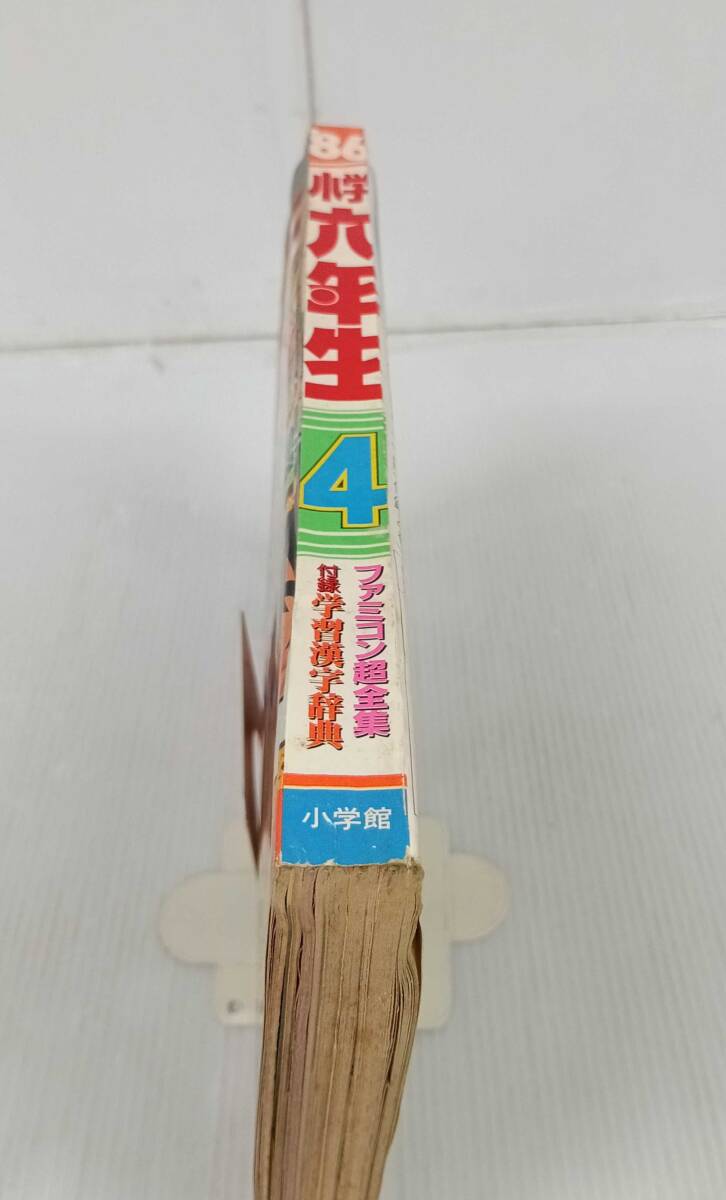 '86
小学
六年生
4
ファミコン超全集
付録 学習漢字辞典
小学館